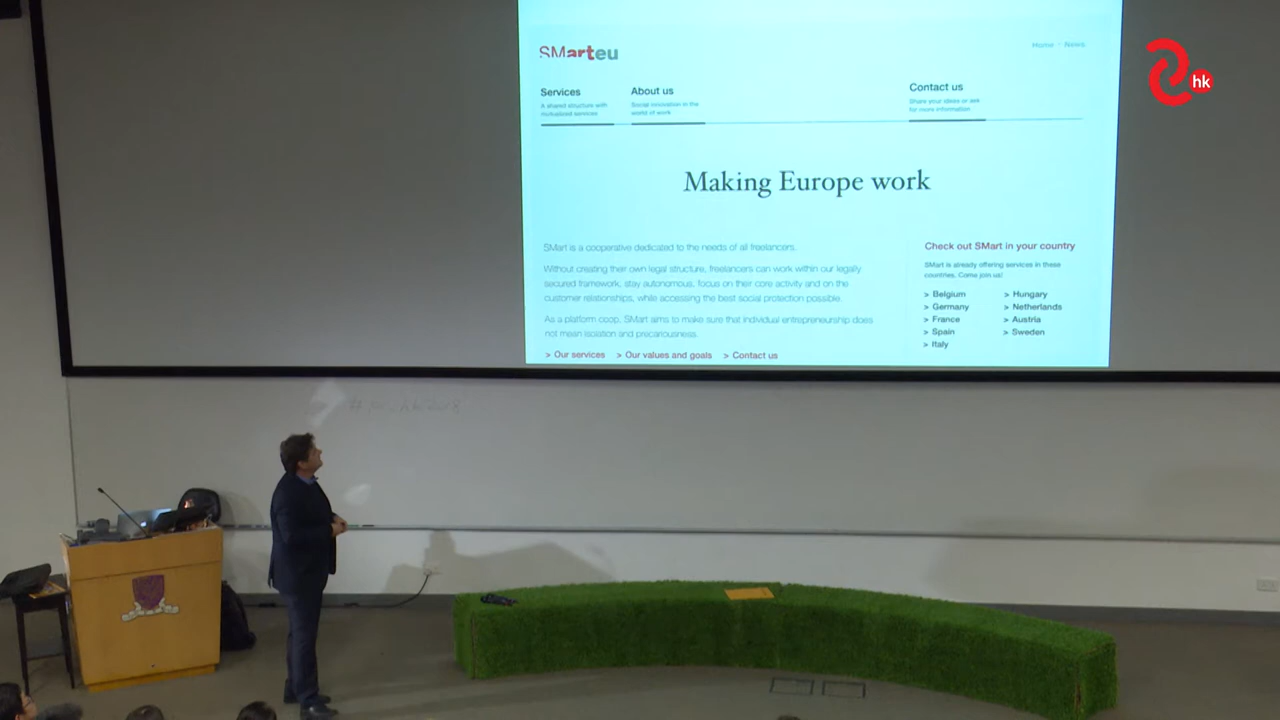 SMarteu
Home · News
Services
A shared structure with
mutualized services
About us
Social innovation in the
world of work
Contact us
Share your ideas or ask
for more information
Making Europe work
SMart is a cooperative dedicated to the needs of all freelancers.
Without creating their own legal structure, freelancers can work within our legally
secured framework, stay autonomous, focus on their core activity and on the
customer relationships, while accessing the best social protection possible.
As a platform coop, SMart aims to make sure that individual entrepreneurship does
not mean isolation and precariousness.
> Our services > Our values and goals > Contact us
Check out SMart in your country
SMart is already offering services in these
countries. Come join us!
> Belgium
> Germany
> France
> Spain
> Italy
> Hungary
> Netherlands
> Austria
> Sweden
hk